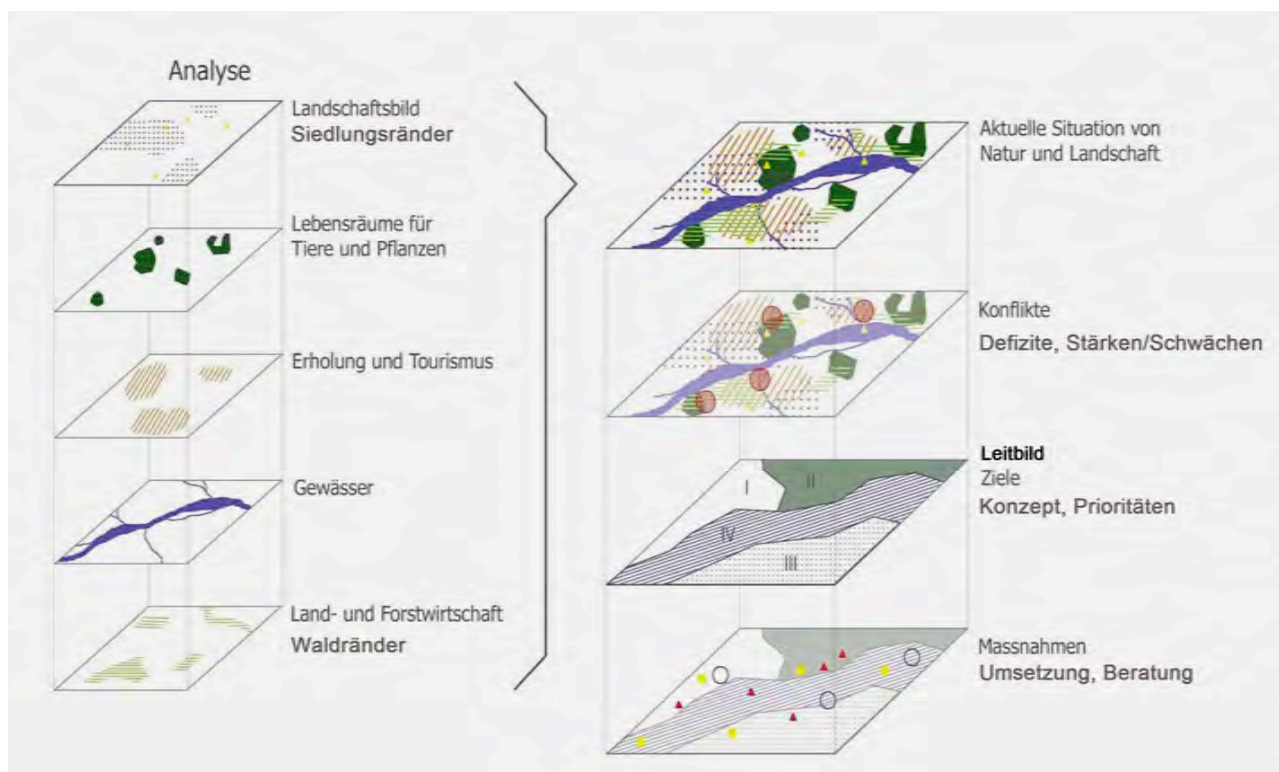 Analyse
Landschaftsbild
Siedlungsränder
Lebensräume für
Tiere und Pflanzen
Erholung und Tourismus
Gewässer
Land- und Forstwirtschaft
Waldränder
Aktuelle Situation von
Natur und Landschaft
Konflikte
Defizite, Stärken/Schwächen
Leitbild
Ziele
Konzept, Prioritäten
I
II
IV
III
Massnahmen
Umsetzung, Beratung